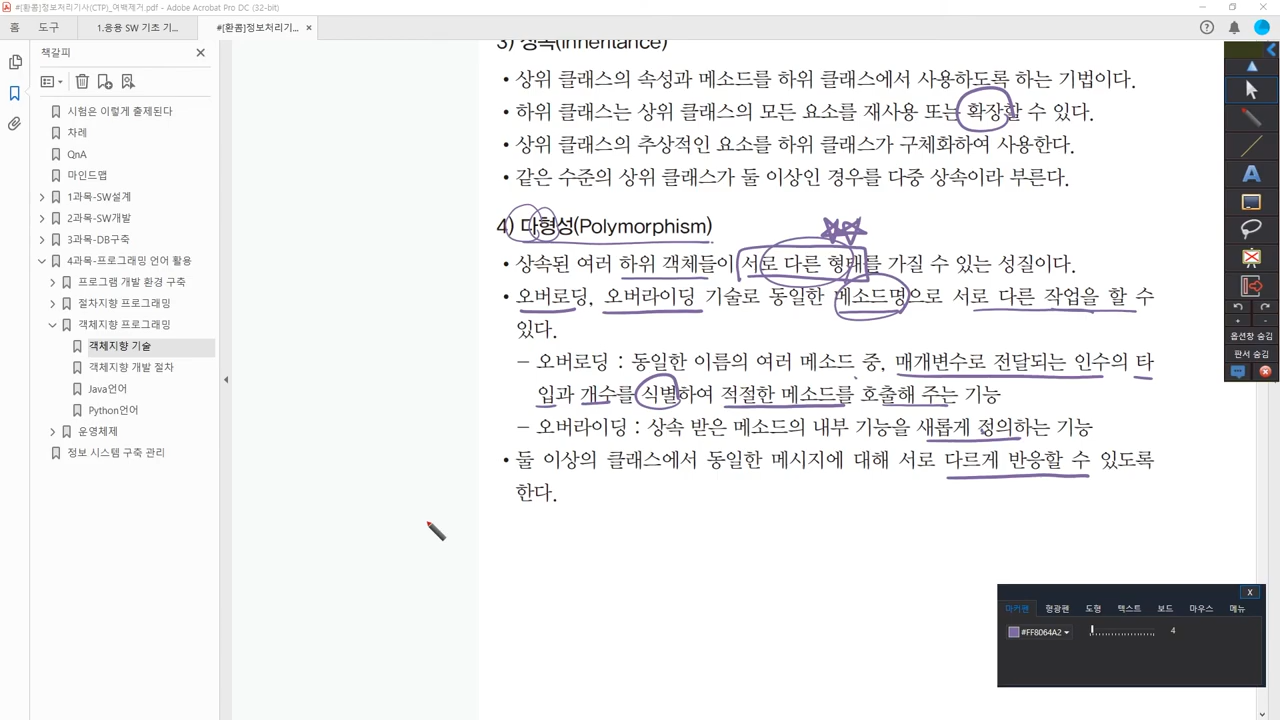 #[환콤]정보처리기사(CTP)_여백제거.pdf - Adobe Acrobat Pro DC (32-bit)
홈 도구 1.응용 SW 기초 기... #[환콤]정보처리기... ×
책갈피
시험은 이렇게 출제된다
차례
QnA
마인드맵
1과목-SW설계
2과목-SW개발
3과목-DB구축
4과목-프로그래밍 언어 활용
프로그램 개발 환경 구축
절차지향 프로그래밍
객체지향 프로그래밍
객체지향 기술
객체지향 개발 절차
Java언어
Python언어
운영체제
정보 시스템 구축 관리
3) 상속(Inheritance)
• 상위 클래스의 속성과 메소드를 하위 클래스에서 사용하도록 하는 기법이다.
• 하위 클래스는 상위 클래스의 모든 요소를 재사용 또는 확장할 수 있다.
• 상위 클래스의 추상적인 요소를 하위 클래스가 구체화하여 사용한다.
• 같은 수준의 상위 클래스가 둘 이상인 경우를 다중 상속이라 부른다.
4) 다형성(Polymorphism)
• 상속된 여러 하위 객체들이 서로 다른 형태를 가질 수 있는 성질이다.
• 오버로딩, 오버라이딩 기술로 동일한 메소드명으로 서로 다른 작업을 할 수
있다.
– 오버로딩 : 동일한 이름의 여러 메소드 중, 매개변수로 전달되는 인수의 타
입과 개수를 식별하여 적절한 메소드를 호출해 주는 기능
– 오버라이딩 : 상속 받은 메소드의 내부 기능을 새롭게 정의하는 기능
• 둘 이상의 클래스에서 동일한 메시지에 대해 서로 다르게 반응할 수 있도록
한다.
A
옵션창 숨김
판서 숨김
X
마커펜 형광펜 도형 텍스트 보드 마우스 메뉴
#FF8064A2 4